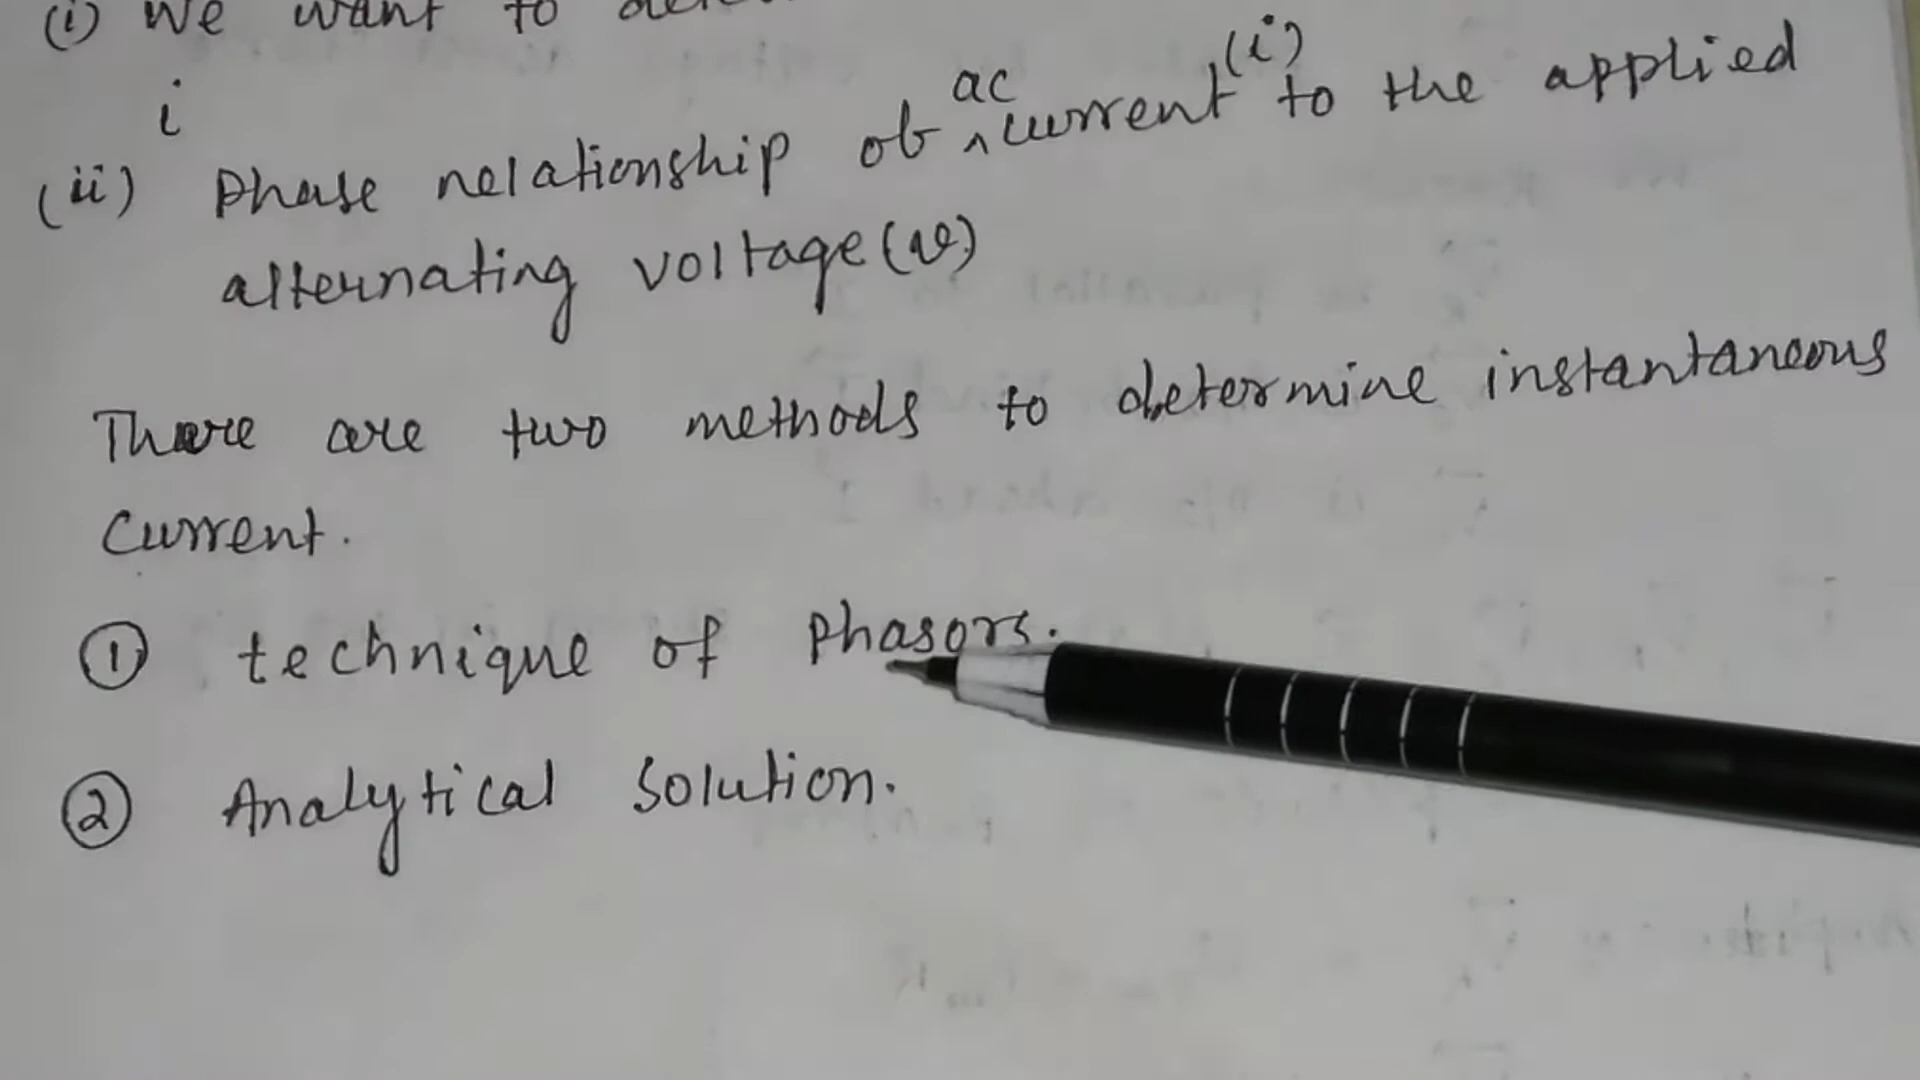 (i) We want to
i
(ii) Phase relationship of ^ac current (i) to the applied
alternating voltage (v)
There are two methods to determine instantaneous
current.
① technique of phasors.
② Analytical solution.